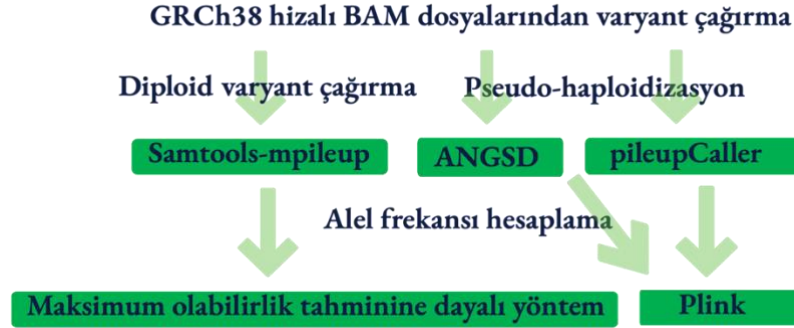 GRCh38 hizalı BAM dosyalarından varyant çağırma
Diploid varyant çağırma Pseudo-haploidizasyon
Samtools-mpileup ANGSD pileupCaller
Alel frekansı hesaplama
Maksimum olabilirlik tahminine dayalı yöntem Plink